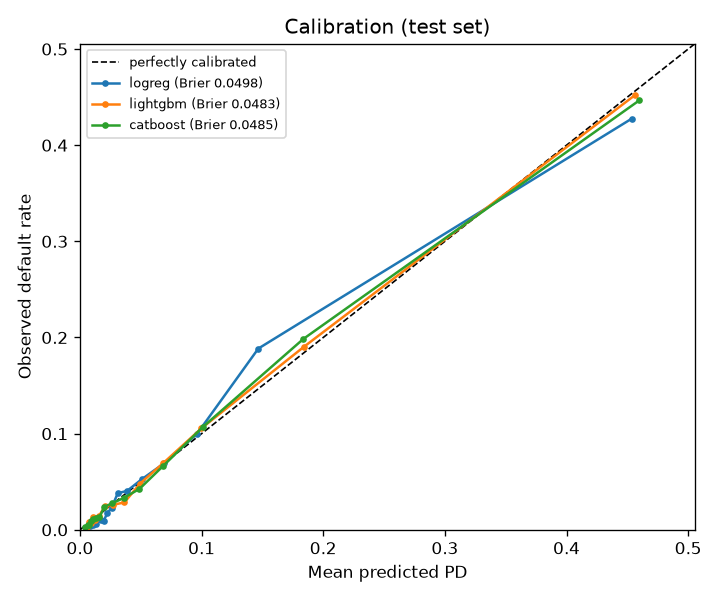 Calibration (test set)
perfectly calibrated
logreg (Brier 0.0498)
lightgbm (Brier 0.0483)
catboost (Brier 0.0485)
Observed default rate
0.5
0.4
0.3
0.2
0.1
0.0
0.0 0.1 0.2 0.3 0.4 0.5
Mean predicted PD